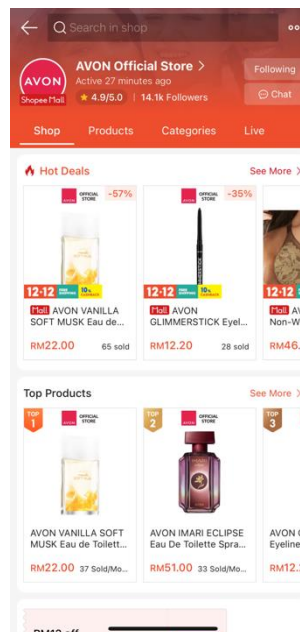 Search in shop
AVON
Shopee Mall
AVON Official Store >
Active 27 minutes ago
4.9/5.0 | 14.1k Followers
Following
Chat
Shop Products Categories Live
Hot Deals See More >
AVON OFFICIAL STORE -57%
AVON OFFICIAL STORE -35%
12·12 10%
12·12 10%
12·12
Mall AVON VANILLA
SOFT MUSK Eau de...
RM22.00 65 sold
Mall AVON
GLIMMERSTICK Eyel...
RM12.20 28 sold
Mall
Non-W
RM46.
Top Products See More >
TOP 1 AVON OFFICIAL STORE
TOP 2 AVON OFFICIAL STORE
TOP 3
AVON VANILLA SOFT
MUSK Eau de Toilett...
RM22.00 37 Sold/Mo...
AVON IMARI ECLIPSE
Eau De Toilette Spra...
RM51.00 33 Sold/Mo...
AVON
Eyeline
RM12.